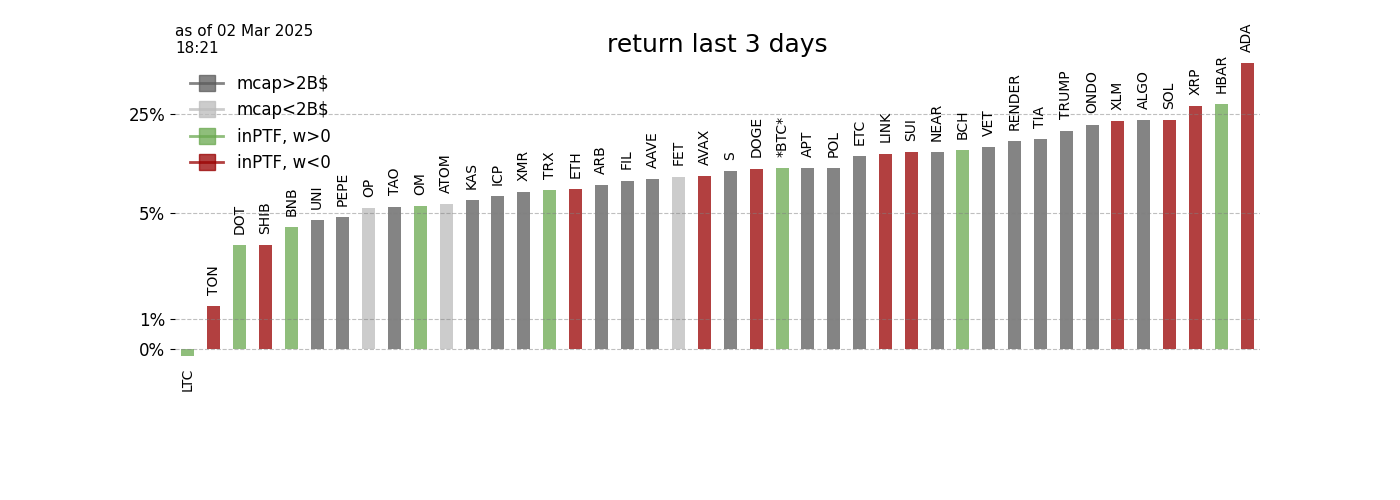 as of 02 Mar 2025
18:21
return last 3 days
mcap>2B$
mcap<2B$
inPTF, w>0
inPTF, w<0
25%
5%
1%
0%
LTC
TON
DOT
SHIB
BNB
UNI
PEPE
OP
TAO
OM
ATOM
KAS
ICP
XMR
TRX
ETH
ARB
FIL
AAVE
FET
AVAX
S
DOGE
*BTC*
APT
POL
ETC
LINK
SUI
NEAR
BCH
VET
RENDER
TIA
TRUMP
ONDO
XLM
ALGO
SOL
XRP
HBAR
ADA